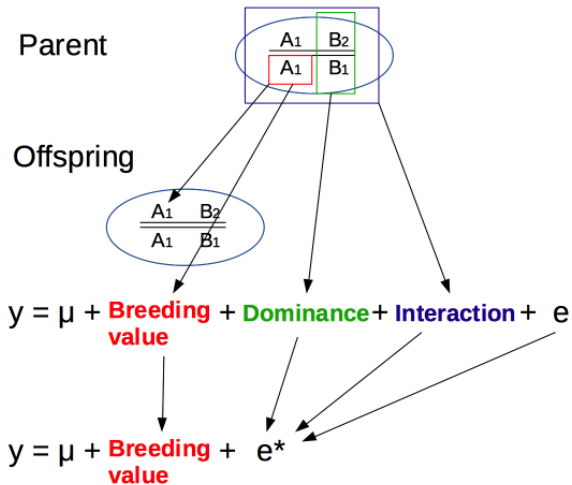 Parent
A1 B2
A1 B1
Offspring
A1 B2
A1 B1
y = μ + Breeding value + Dominance + Interaction + e
y = μ + Breeding value + e*